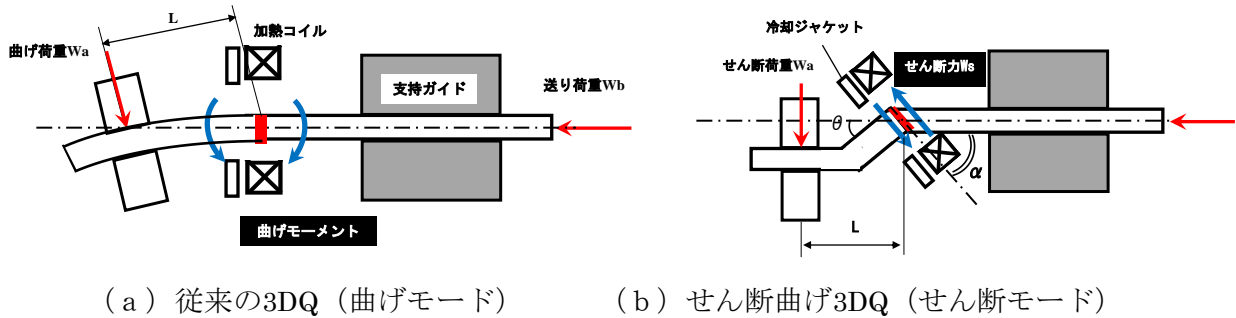 L
加熱コイル
曲げ荷重Wa
支持ガイド
送り荷重Wb
曲げモーメント
（a）従来の3DQ（曲げモード）
冷却ジャケット
せん断荷重Wa
せん断力Ws
θ
α
L
（b）せん断曲げ3DQ（せん断モード）